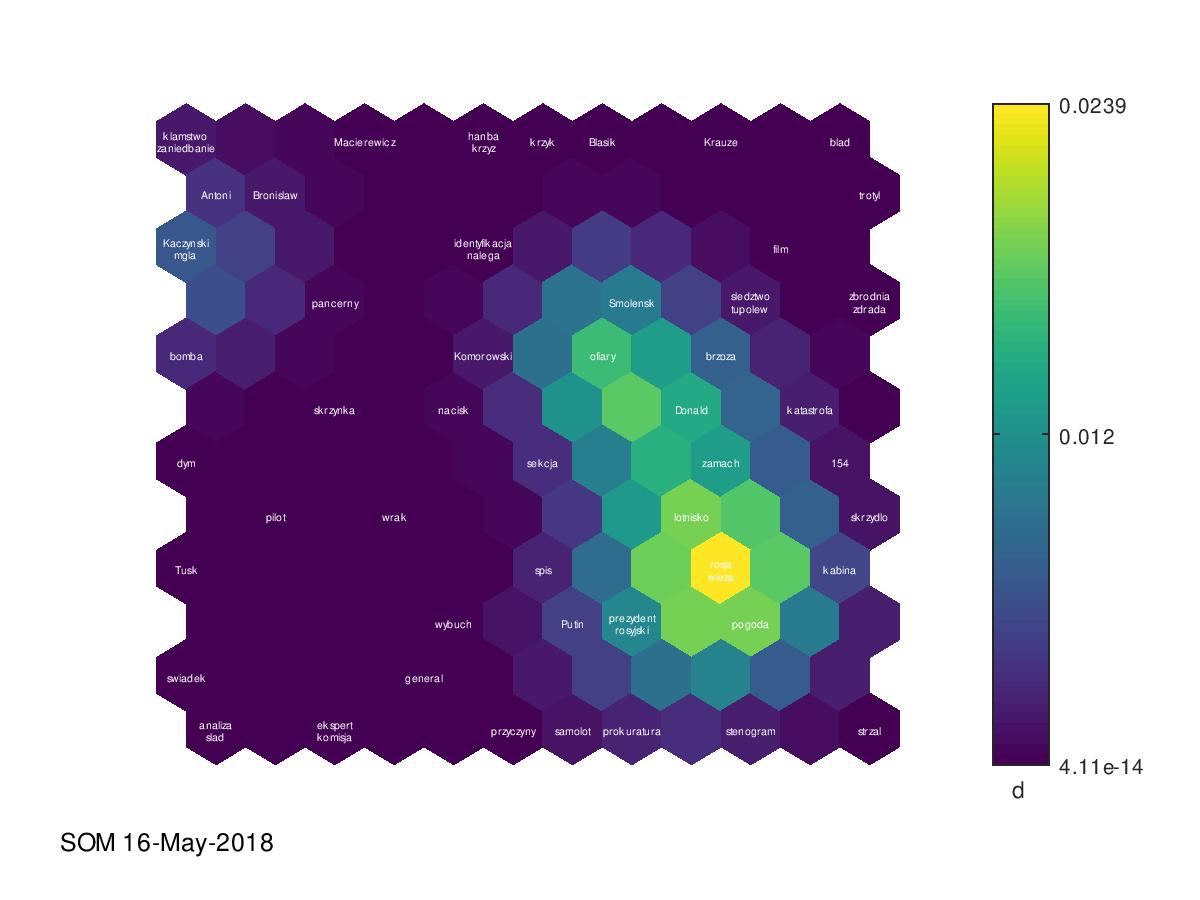 0.0239
klamstwo
zaniedbanie
Macierewicz
hanba
krzyz
krzyk
Blasik
Krauze
blad
Antoni
Bronislaw
trotyl
Kaczynski
mgla
identyfikacja
nalega
film
pancerny
Smolensk
sledztwo
tupolew
zbrodnia
zdrada
bomba
Komorowski
ofiary
brzoza
skrzynka
nacisk
Donald
katastrofa
0.012
dym
sekcja
zamach
154
pilot
wrak
lotnisko
skrzydlo
Tusk
spis
rosja
wieza
kabina
wybuch
Putin
prezydent
rosyjski
pogoda
swiadek
general
analiza
slad
ekspert
komisja
przyczyny
samolot
prokuratura
stenogram
strzal
4.11e-14
d
SOM 16-May-2018